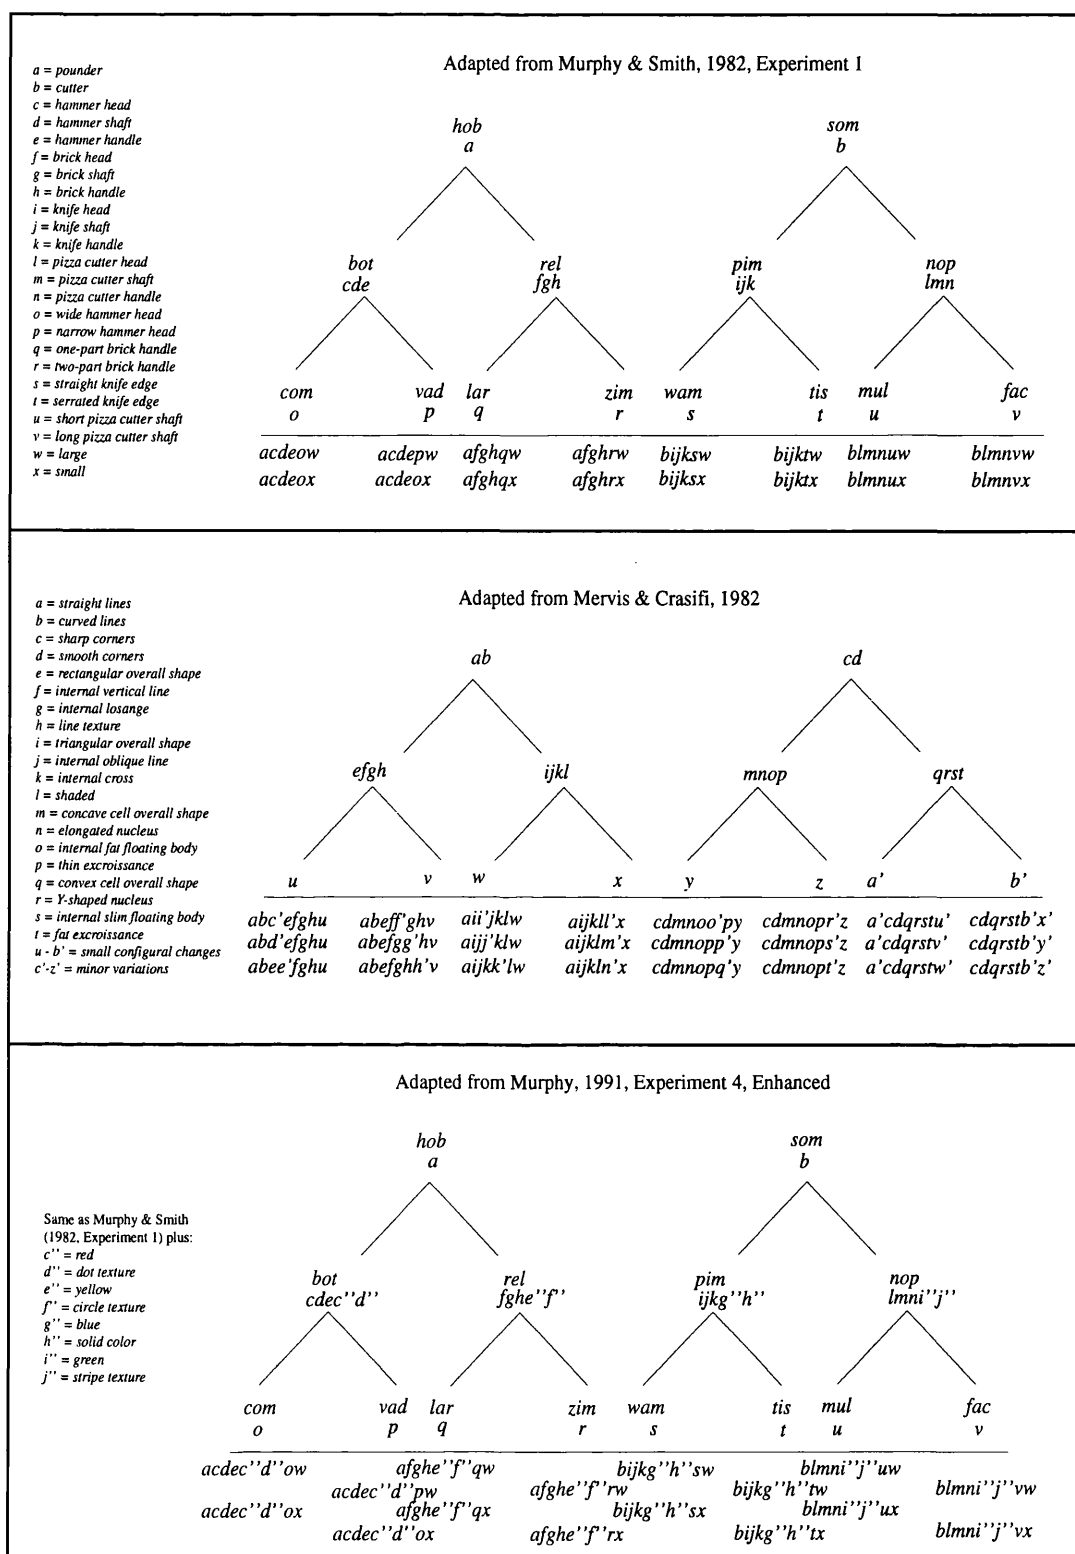 Adapted from Murphy & Smith, 1982, Experiment 1
a = pounder
b = cutter
c = hammer head
d = hammer shaft
e = hammer handle
f = brick head
g = brick shaft
h = brick handle
i = knife head
j = knife shaft
k = knife handle
l = pizza cutter head
m = pizza cutter shaft
n = pizza cutter handle
o = wide hammer head
p = narrow hammer head
q = one-part brick handle
r = two-part brick handle
s = straight knife edge
t = serrated knife edge
u = short pizza cutter shaft
v = long pizza cutter shaft
w = large
x = small
hob som
a b
bot rel pim nop
cde fgh ijk lmn
com vad lar zim wam tis mul fac
o p q r s t u v
acdeow acdepw afghqw afghrw bijksw bijktw blmnuw blmnvw
acdeox acdeox afghqx afghrx bijksx bijktx blmnux blmnvx
Adapted from Mervis & Crasifi, 1982
a = straight lines
b = curved lines
c = sharp corners
d = smooth corners
e = rectangular overall shape
f = internal vertical line
g = internal losange
h = line texture
i = triangular overall shape
j = internal oblique line
k = internal cross
l = shaded
m = concave cell overall shape
n = elongated nucleus
o = internal fat floating body
p = thin excroissance
q = convex cell overall shape
r = Y-shaped nucleus
s = internal slim floating body
t = fat excroissance
u - b' = small configural changes
c'-z' = minor variations
ab cd
efgh ijkl mnop qrst
u v w x y z a' b'
abc'efghu abeff'ghv aii'jklw aijkll'x cdmnoo'py cdmnopr'z a'cdqrstu' cdqrstb'x'
abd'efghu abefgg'hv aijj'klw aijklm'x cdmnopp'y cdmnops'z a'cdqrstv' cdqrstb'y'
abee'fghu abefghh'v aijkk'lw aijkln'x cdmnopq'y cdmnopt'z a'cdqrstw' cdqrstb'z'
Adapted from Murphy, 1991, Experiment 4, Enhanced
Same as Murphy & Smith
(1982, Experiment 1) plus:
c'' = red
d'' = dot texture
e'' = yellow
f'' = circle texture
g'' = blue
h'' = solid color
i'' = green
j'' = stripe texture
hob som
a b
bot rel pim nop
cdec''d'' fghe''f'' ijkg''h'' lmni''j''
com vad lar zim wam tis mul fac
o p q r s t u v
acdec''d''ow afghe''f''qw bijkg''h''sw blmni''j''uw
acdec''d''pw afghe''f''rw bijkg''h''tw blmni''j''vw
acdec''d''ox afghe''f''qx bijkg''h''sx blmni''j''ux
acdec''d''ox afghe''f''rx bijkg''h''tx blmni''j''vx